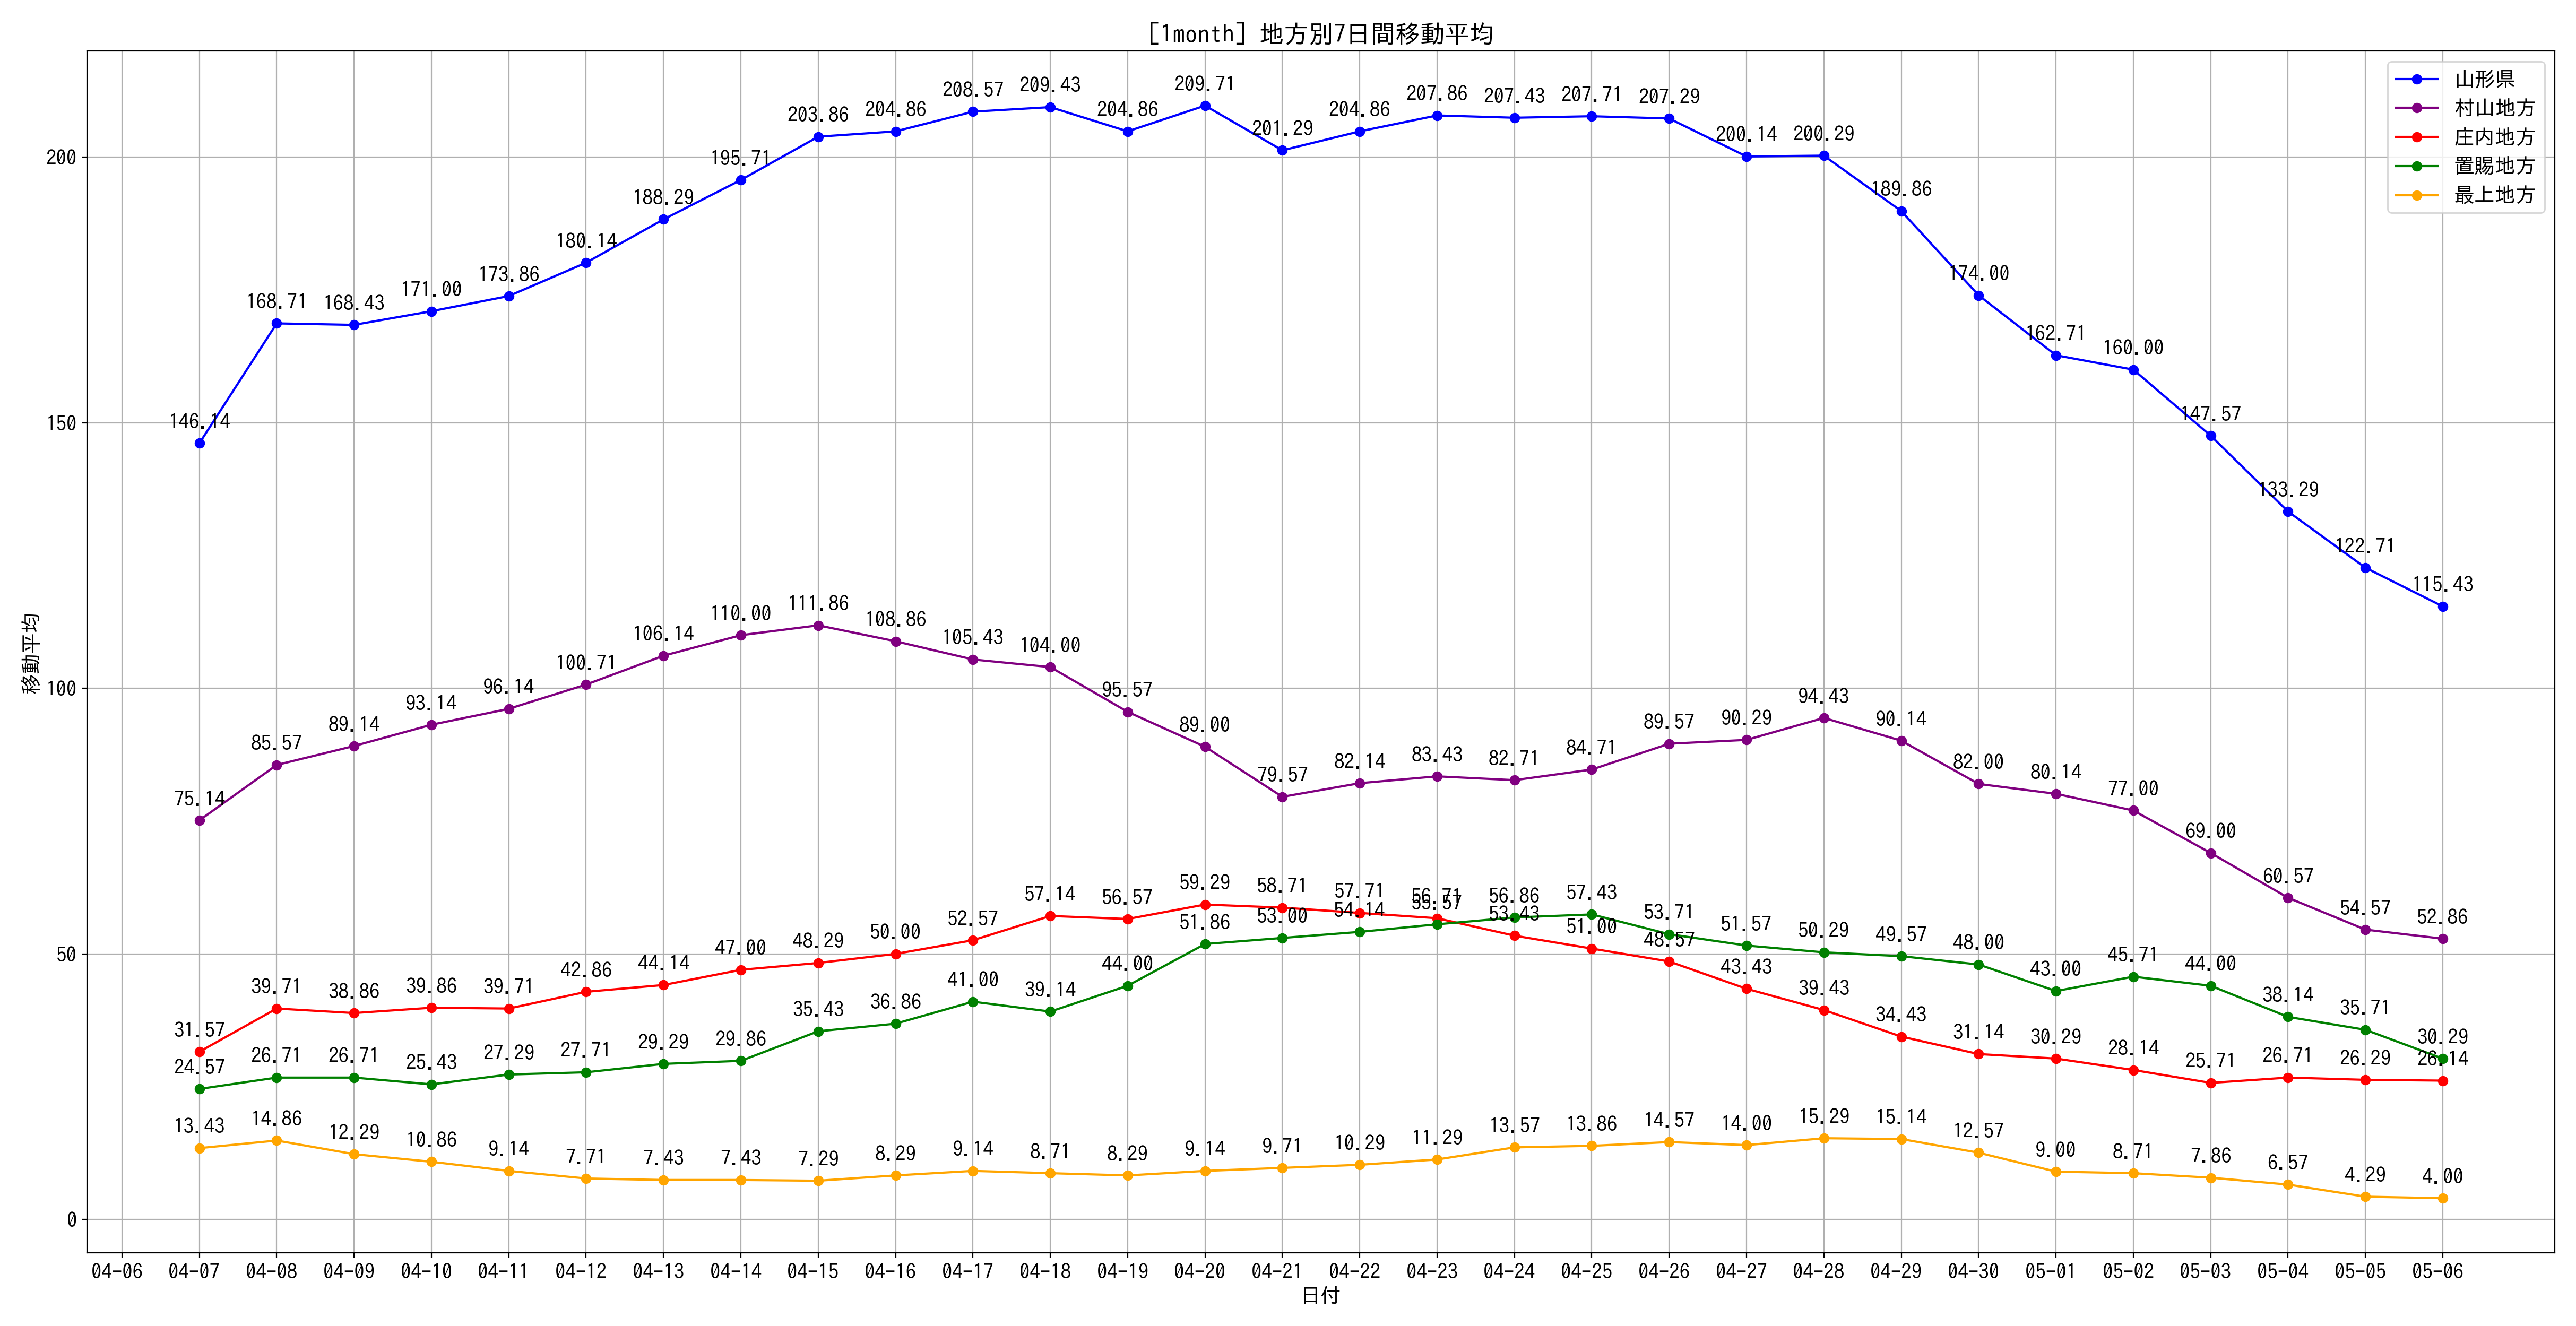 [1month] 地方別7日間移動平均
山形県
村山地方
庄内地方
置賜地方
最上地方
移動平均
200
150
100
50
0
146.14 168.71 168.43 171.00 173.86 180.14 188.29 195.71 203.86 204.86 208.57 209.43 204.86 209.71 201.29 204.86 207.86 207.43 207.71 207.29 200.14 200.29 189.86 174.00 162.71 160.00 147.57 133.29 122.71 115.43
75.14 85.57 89.14 93.14 96.14 100.71 106.14 110.00 111.86 108.86 105.43 104.00 95.57 89.00 79.57 82.14 83.43 82.71 84.71 89.57 90.29 94.43 90.14 82.00 80.14 77.00 69.00 60.57 54.57 52.86
31.57 39.71 38.86 39.86 39.71 42.86 44.14 47.00 48.29 50.00 52.57 57.14 56.57 59.29 58.71 57.71 56.71 53.43 51.00 48.57 43.43 39.43 34.43 31.14 30.29 28.14 25.71 26.71 26.29 26.14
24.57 26.71 26.71 25.43 27.29 27.71 29.29 29.86 35.43 36.86 41.00 39.14 44.00 51.86 53.00 54.14 55.57 56.86 57.43 53.71 51.57 50.29 49.57 48.00 43.00 45.71 44.00 38.14 35.71 30.29
13.43 14.86 12.29 10.86 9.14 7.71 7.43 7.43 7.29 8.29 9.14 8.71 8.29 9.14 9.71 10.29 11.29 13.57 13.86 14.57 14.00 15.29 15.14 12.57 9.00 8.71 7.86 6.57 4.29 4.00
04-06 04-07 04-08 04-09 04-10 04-11 04-12 04-13 04-14 04-15 04-16 04-17 04-18 04-19 04-20 04-21 04-22 04-23 04-24 04-25 04-26 04-27 04-28 04-29 04-30 05-01 05-02 05-03 05-04 05-05 05-06
日付